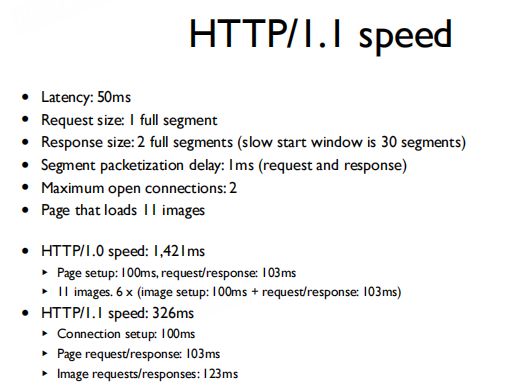 HTTP/1.1 speed
• Latency: 50ms
• Request size: 1 full segment
• Response size: 2 full segments (slow start window is 30 segments)
• Segment packetization delay: 1ms (request and response)
• Maximum open connections: 2
• Page that loads 11 images
• HTTP/1.0 speed: 1,421ms
‣ Page setup: 100ms, request/response: 103ms
‣ 11 images. 6 x (image setup: 100ms + request/response: 103ms)
• HTTP/1.1 speed: 326ms
‣ Connection setup: 100ms
‣ Page request/response: 103ms
‣ Image requests/responses: 123ms